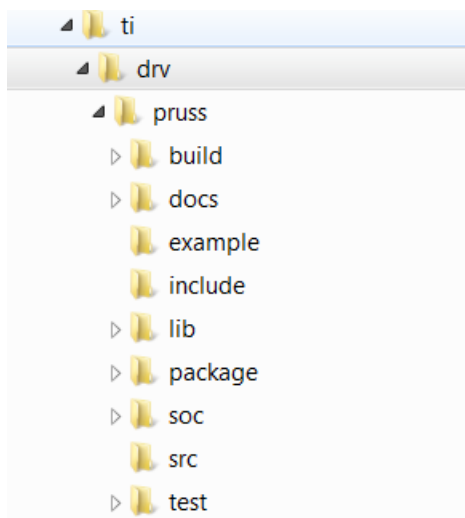 ti
drv
pruss
build
docs
example
include
lib
package
soc
src
test